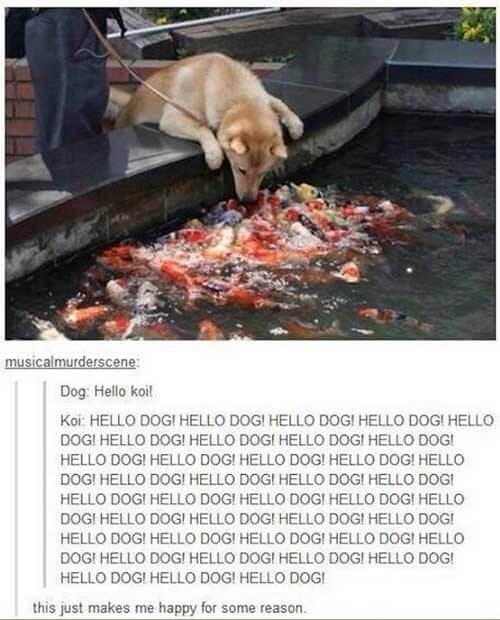 musicalmurderscene:
Dog: Hello koi!
Koi: HELLO DOG! HELLO DOG! HELLO DOG! HELLO DOG! HELLO
DOG! HELLO DOG! HELLO DOG! HELLO DOG! HELLO DOG!
HELLO DOG! HELLO DOG! HELLO DOG! HELLO DOG! HELLO
DOG! HELLO DOG! HELLO DOG! HELLO DOG! HELLO DOG!
HELLO DOG! HELLO DOG! HELLO DOG! HELLO DOG! HELLO
DOG! HELLO DOG! HELLO DOG! HELLO DOG! HELLO DOG!
HELLO DOG! HELLO DOG! HELLO DOG! HELLO DOG! HELLO
DOG! HELLO DOG! HELLO DOG! HELLO DOG! HELLO DOG!
HELLO DOG! HELLO DOG! HELLO DOG!
this just makes me happy for some reason.